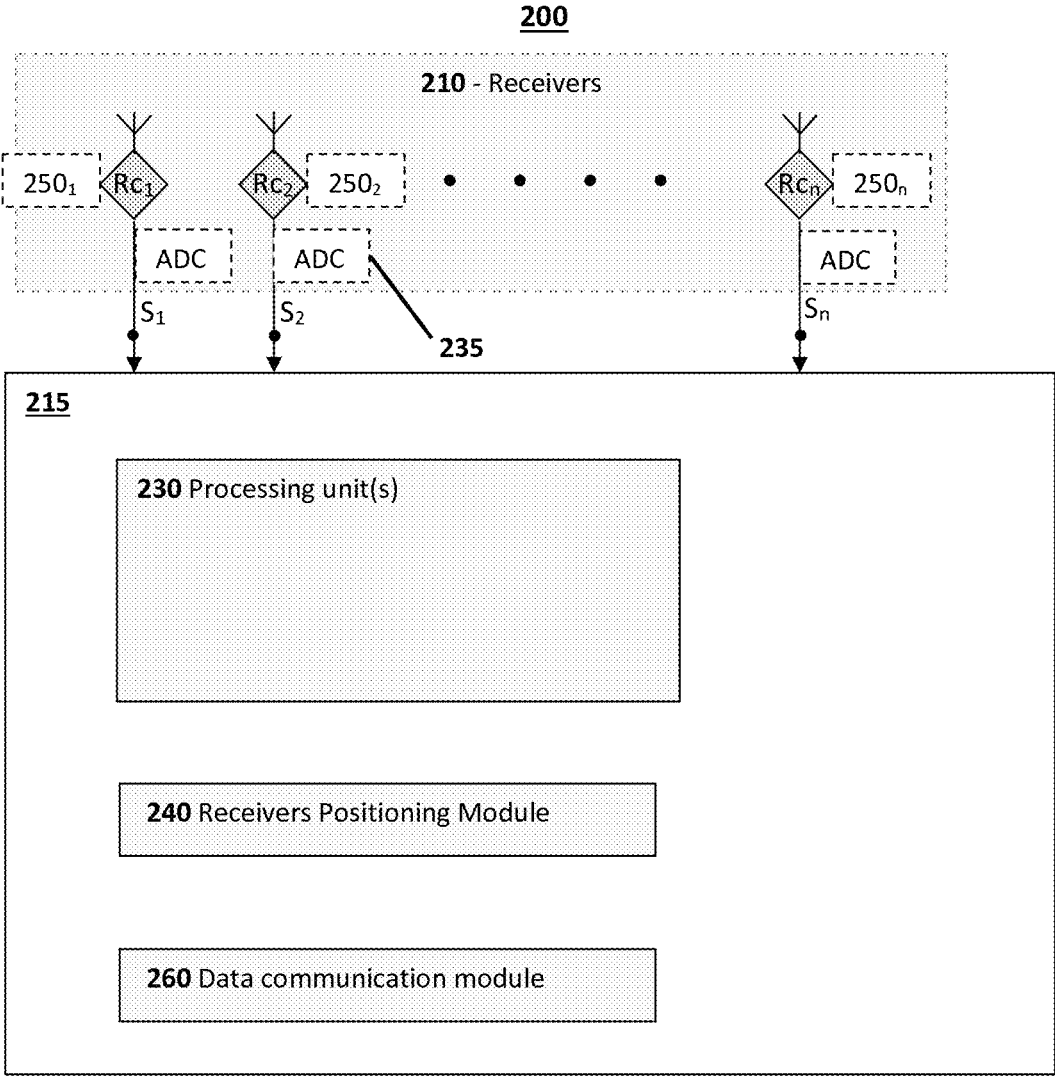 200
210 - Receivers
250₁ Rc₁ Rc₂ 250₂ Rcₙ 250ₙ
ADC ADC ADC
S₁ S₂ Sₙ
235
215
230 Processing unit(s)
240 Receivers Positioning Module
260 Data communication module